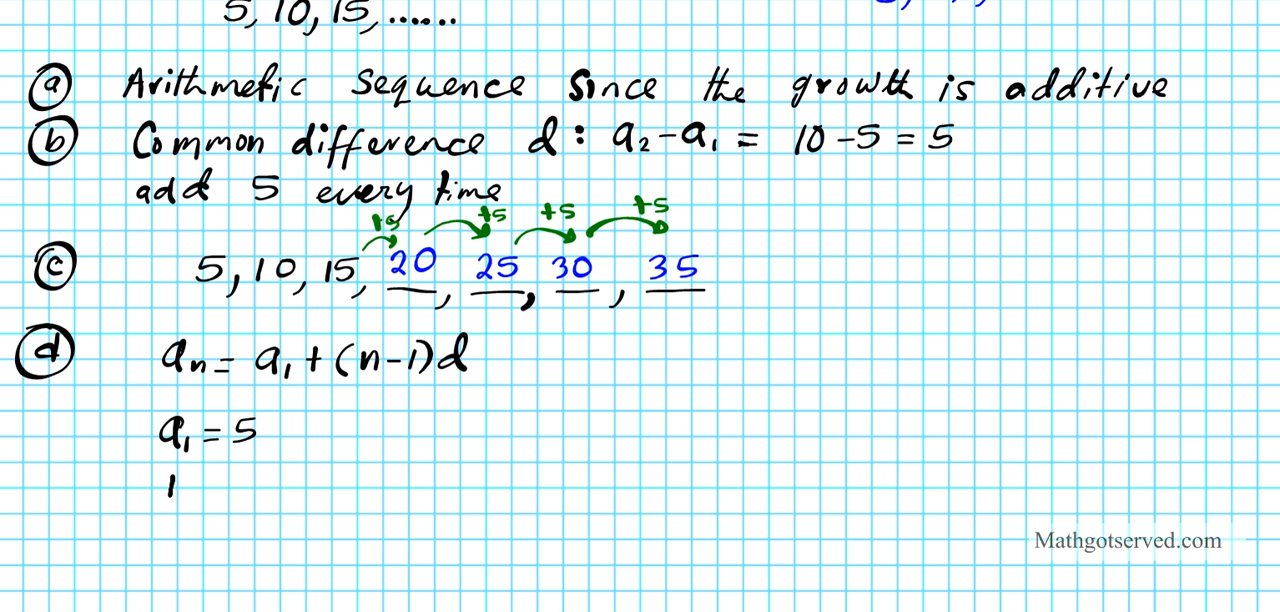 5, 10, 15, ......
(a) Arithmetic sequence since the growth is additive
(b) Common difference d : a₂ - a₁ = 10 - 5 = 5
add 5 every time
+5 +5 +5 +5
(c) 5, 10, 15, 20, 25, 30, 35
(d) aₙ = a₁ + (n-1)d
a₁ = 5
Mathgotserved.com